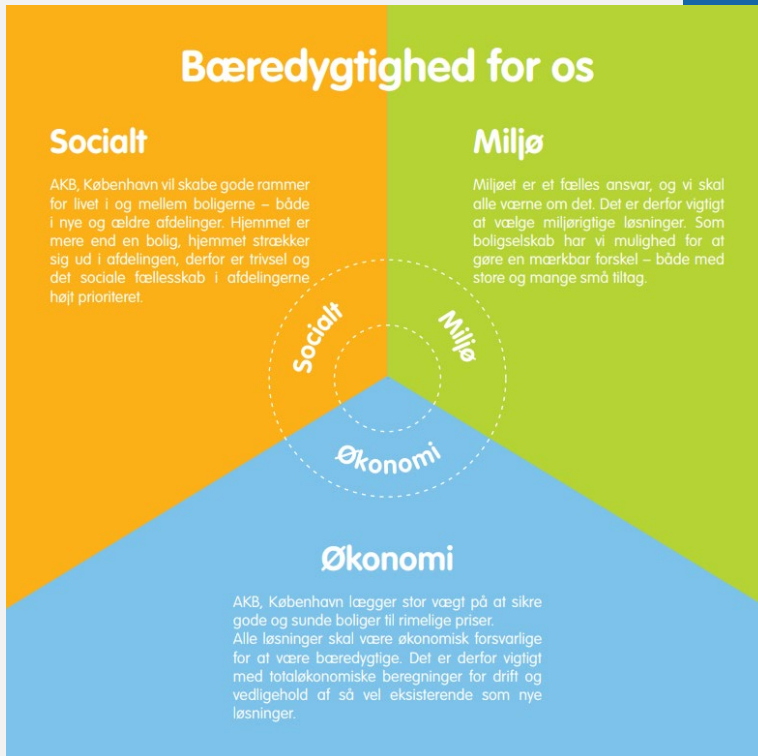 Bæredygtighed for os
Socialt
AKB, København vil skabe gode rammer
for livet i og mellem boligerne – både
i nye og ældre afdelinger. Hjemmet er
mere end en bolig, hjemmet strækker
sig ud i afdelingen, derfor er trivsel og
det sociale fællesskab i afdelingerne
højt prioriteret.
Miljø
Miljøet er et fælles ansvar, og vi skal
alle værne om det. Det er derfor vigtigt
at vælge miljørigtige løsninger. Som
boligselskab har vi mulighed for at
gøre en mærkbar forskel – både med
store og mange små tiltag.
Socialt
Miljø
Økonomi
Økonomi
AKB, København lægger stor vægt på at sikre
gode og sunde boliger til rimelige priser.
Alle løsninger skal være økonomisk forsvarlige
for at være bæredygtige. Det er derfor vigtigt
med totaløkonomiske beregninger for drift og
vedligehold af så vel eksisterende som nye
løsninger.